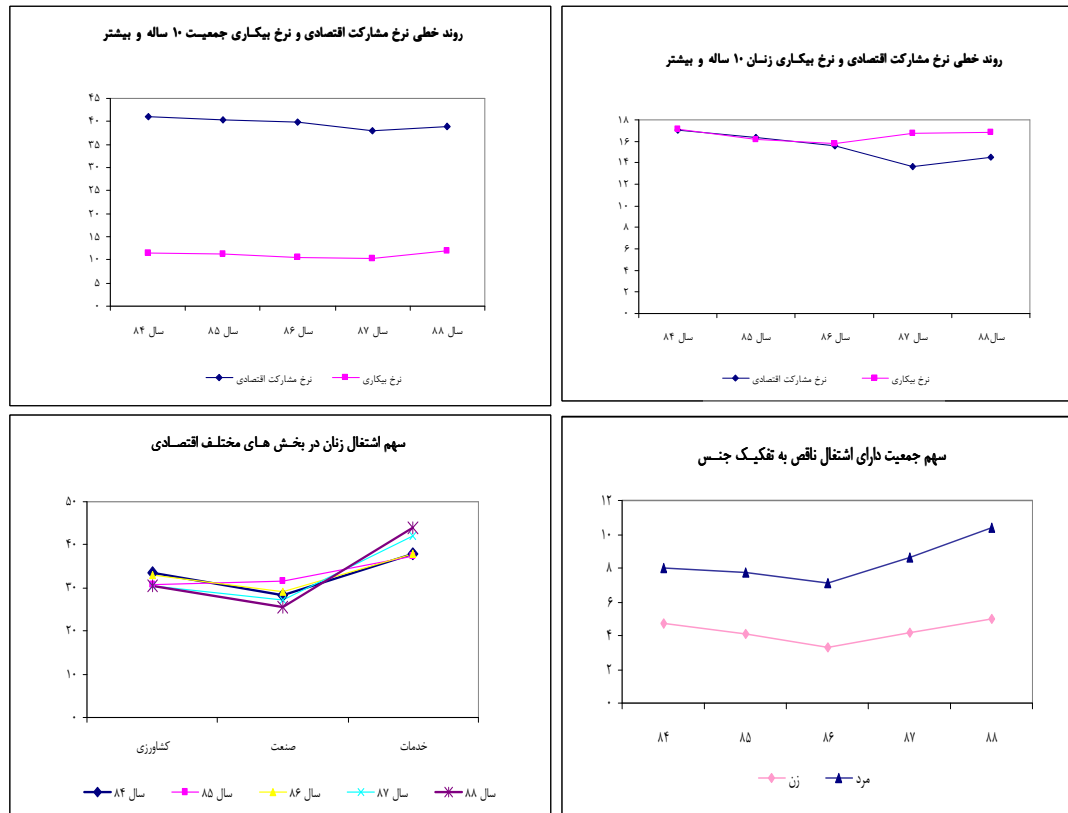 روند خطی نرخ مشارکت اقتصادی و نرخ بیکاری جمعیت ۱۰ ساله و بیشتر
۴۵
۴۰
۳۵
۳۰
۲۵
۲۰
۱۵
۱۰
۵
۰
سال ۸۴
سال ۸۵
سال ۸۶
سال ۸۷
سال ۸۸
نرخ مشارکت اقتصادی
نرخ بیکاری
روند خطی نرخ مشارکت اقتصادی و نرخ بیکاری زنان ۱۰ ساله و بیشتر
۱۸
۱۶
۱۴
۱۲
۱۰
۸
۶
۴
۲
۰
سال ۸۴
سال ۸۵
سال ۸۶
سال ۸۷
سال۸۸
نرخ مشارکت اقتصادی
نرخ بیکاری
سهم اشتغال زنان در بخش های مختلف اقتصادی
۵۰
۴۰
۳۰
۲۰
۱۰
۰
کشاورزی
صنعت
خدمات
سال ۸۴
سال ۸۵
سال ۸۶
سال ۸۷
سال ۸۸
سهم جمعیت دارای اشتغال ناقص به تفکیک جنس
۱۲
۱۰
۸
۶
۴
۲
۰
۸۴
۸۵
۸۶
۸۷
۸۸
زن
مرد